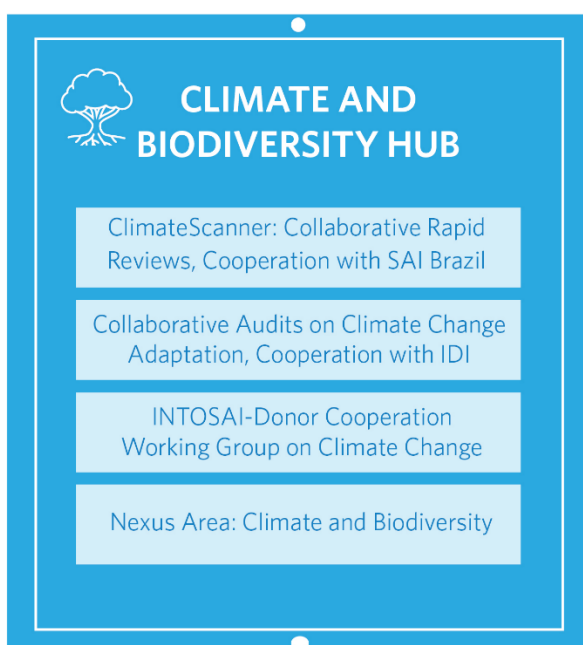 CLIMATE AND
BIODIVERSITY HUB
ClimateScanner: Collaborative Rapid
Reviews, Cooperation with SAI Brazil
Collaborative Audits on Climate Change
Adaptation, Cooperation with IDI
INTOSAI-Donor Cooperation
Working Group on Climate Change
Nexus Area: Climate and Biodiversity